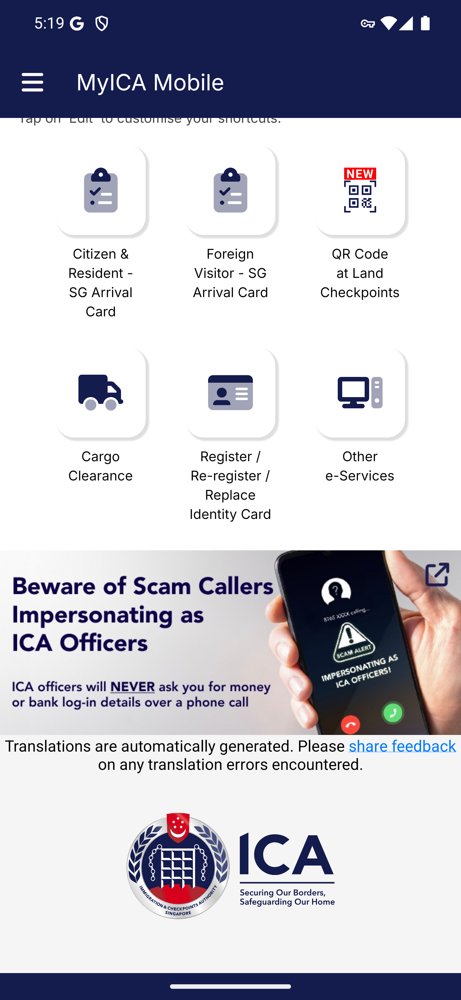 5:19
MyICA Mobile
Tap on "Edit" to customise your shortcuts.
NEW
Citizen &
Resident -
SG Arrival
Card
Foreign
Visitor - SG
Arrival Card
QR Code
at Land
Checkpoints
Cargo
Clearance
Register /
Re-register /
Replace
Identity Card
Other
e-Services
Beware of Scam Callers
Impersonating as
ICA Officers
ICA officers will NEVER ask you for money
or bank log-in details over a phone call
?
8765 XXXX calling...
SCAM ALERT
IMPERSONATING AS
ICA OFFICERS!
Translations are automatically generated. Please share feedback
on any translation errors encountered.
IMMIGRATION & CHECKPOINTS AUTHORITY
SINGAPORE
ICA
Securing Our Borders,
Safeguarding Our Home